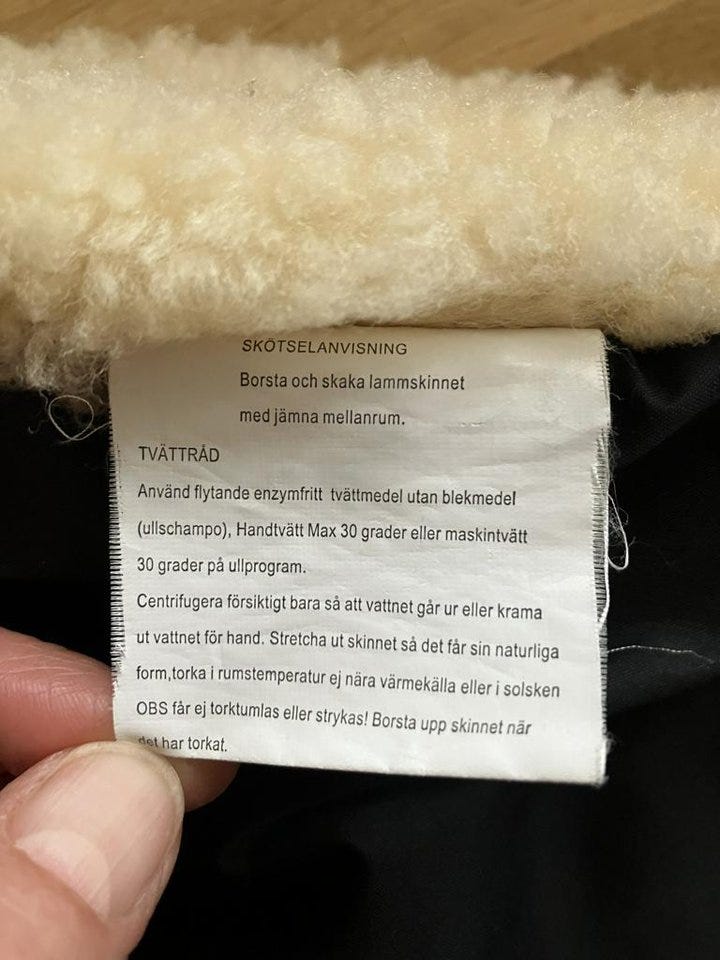 SKÖTSELANVISNING
Borsta och skaka lammskinnet
med jämna mellanrum.
TVÄTTRÅD
Använd flytande enzymfritt tvättmedel utan blekmedel
(ullschampo), Handtvätt Max 30 grader eller maskintvätt
30 grader på ullprogram.
Centrifugera försiktigt bara så att vattnet går ur eller krama
ut vattnet för hand. Stretcha ut skinnet så det får sin naturliga
form,torka i rumstemperatur ej nära värmekälla eller i solsken
OBS får ej torktumlas eller strykas! Borsta upp skinnet när
det har torkat.